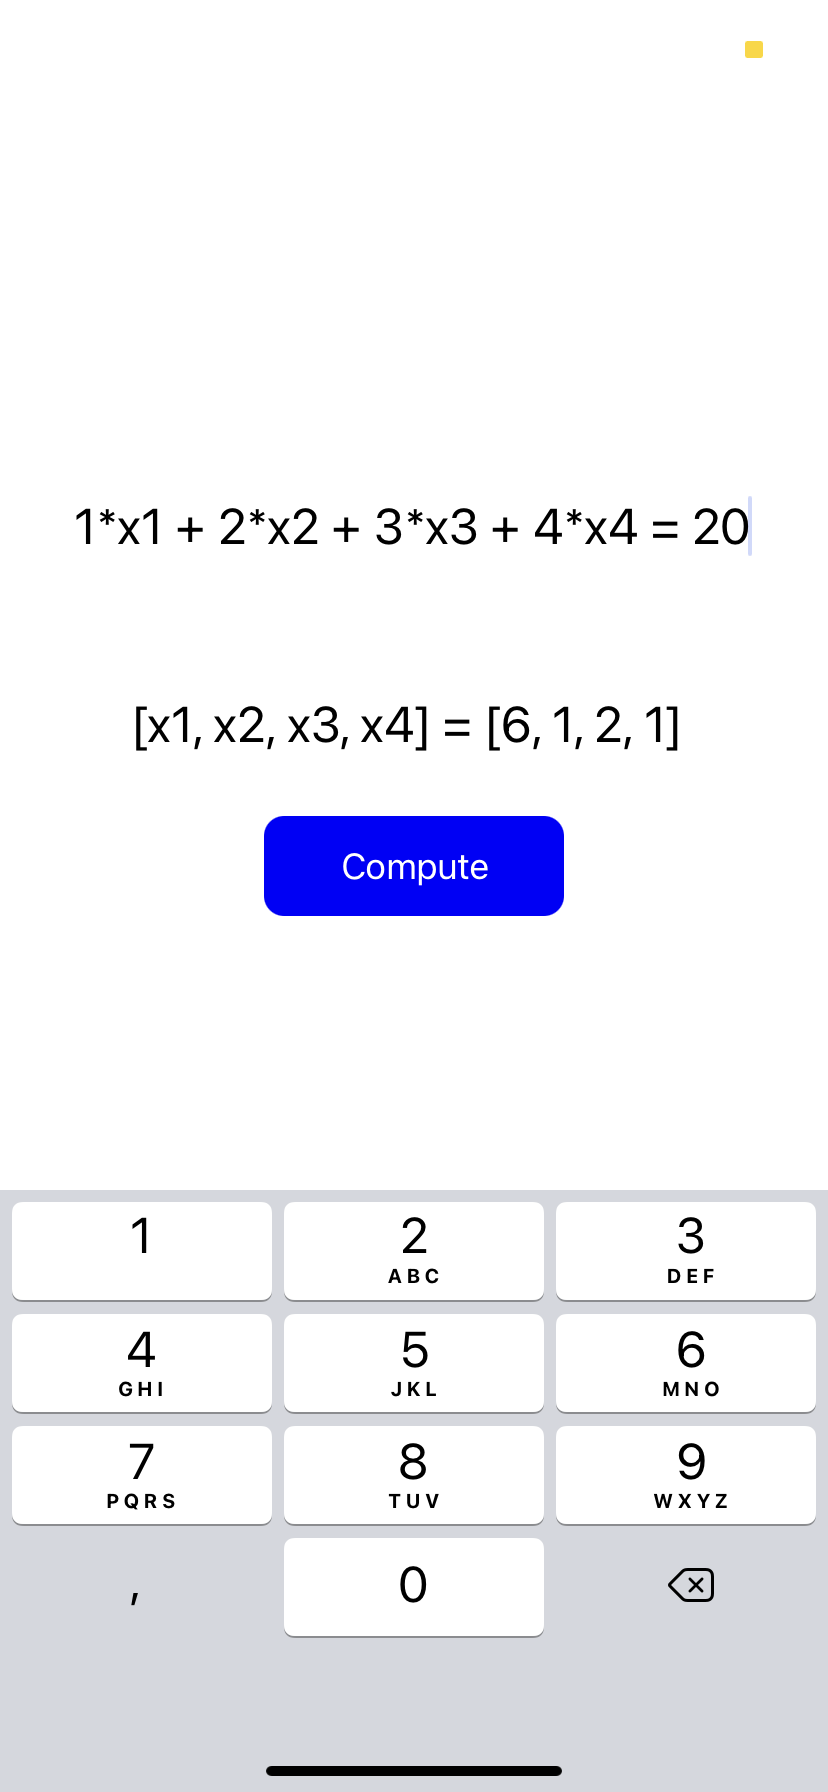 1*x1 + 2*x2 + 3*x3 + 4*x4 = 20
[x1, x2, x3, x4] = [6, 1, 2, 1]
Compute
1 2 3
ABC DEF
4 5 6
GHI JKL MNO
7 8 9
PQRS TUV WXYZ
, 0